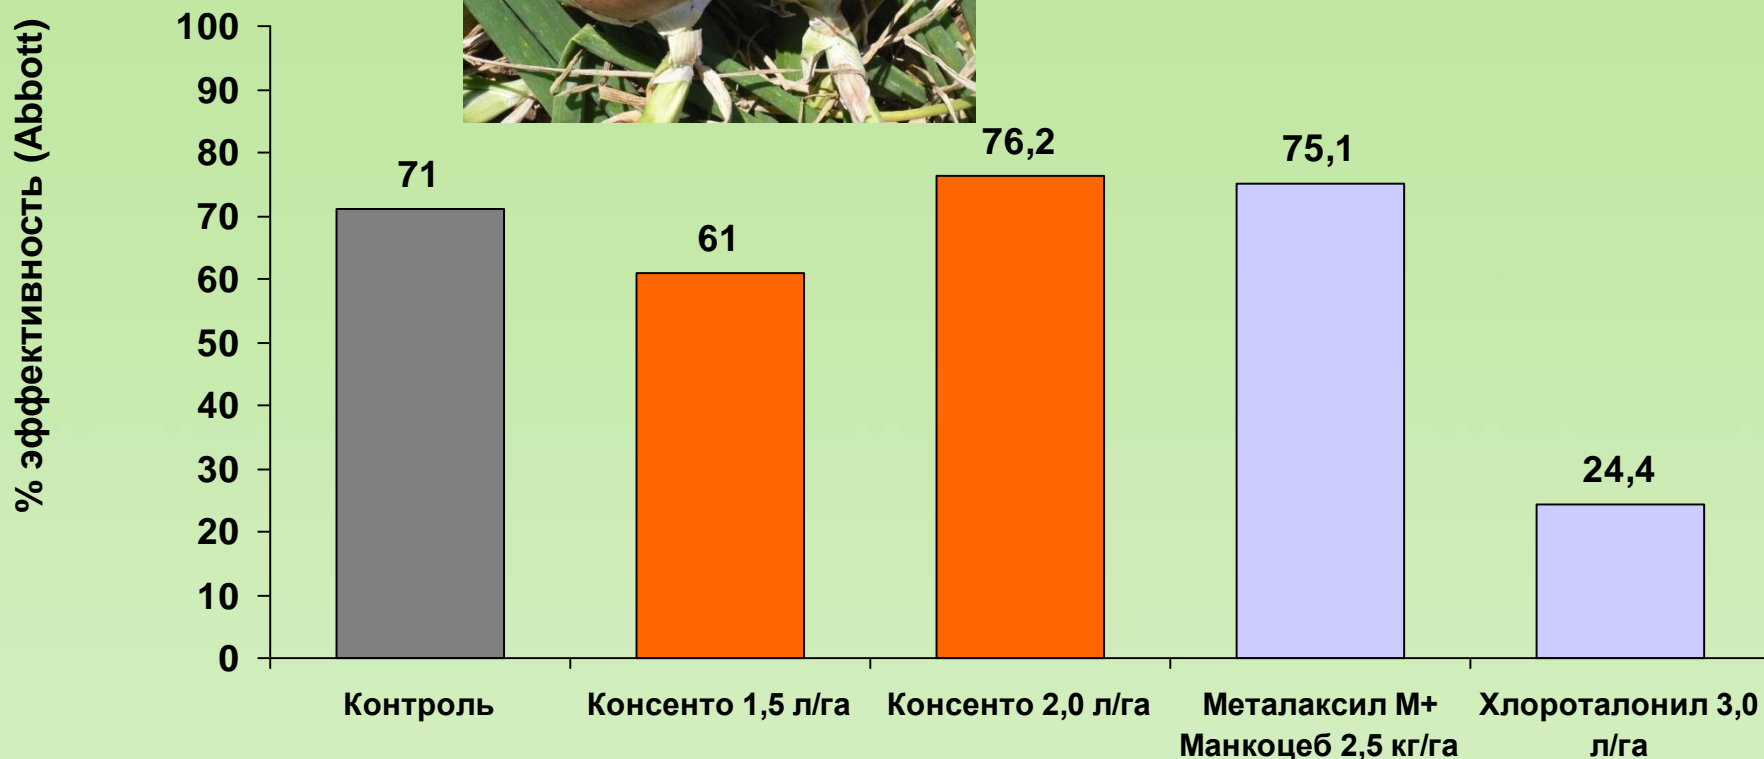 % эффективность (Abbott)
100
90
80
70
60
50
40
30
20
10
0
71
61
76,2
75,1
24,4
Контроль
Консенто 1,5 л/га
Консенто 2,0 л/га
Металаксил М+
Манкоцеб 2,5 кг/га
Хлороталонил 3,0
л/га